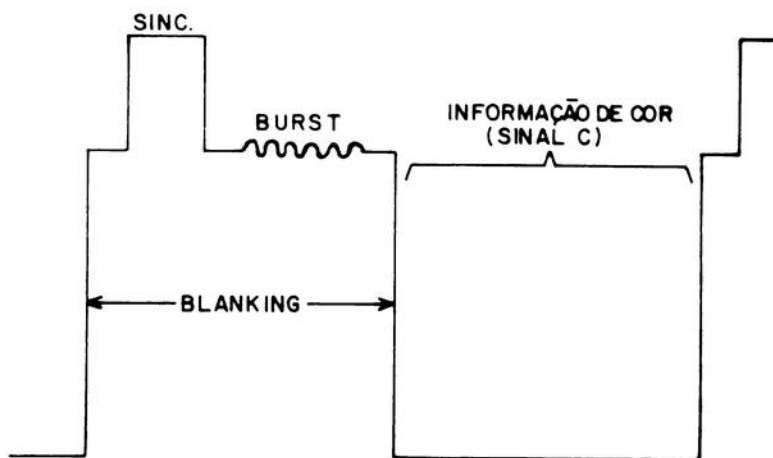 SINC.
BURST
INFORMAÇÃO DE COR
(SINAL C)
BLANKING